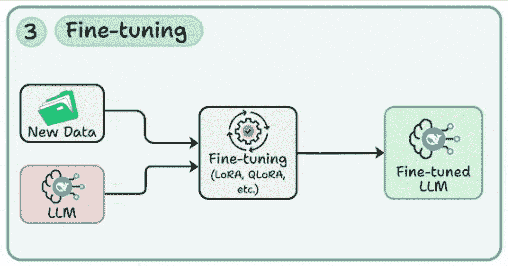 3 Fine-tuning
New Data
LLM
Fine-tuning
(LoRA, QLoRA,
etc.)
Fine-tuned
LLM